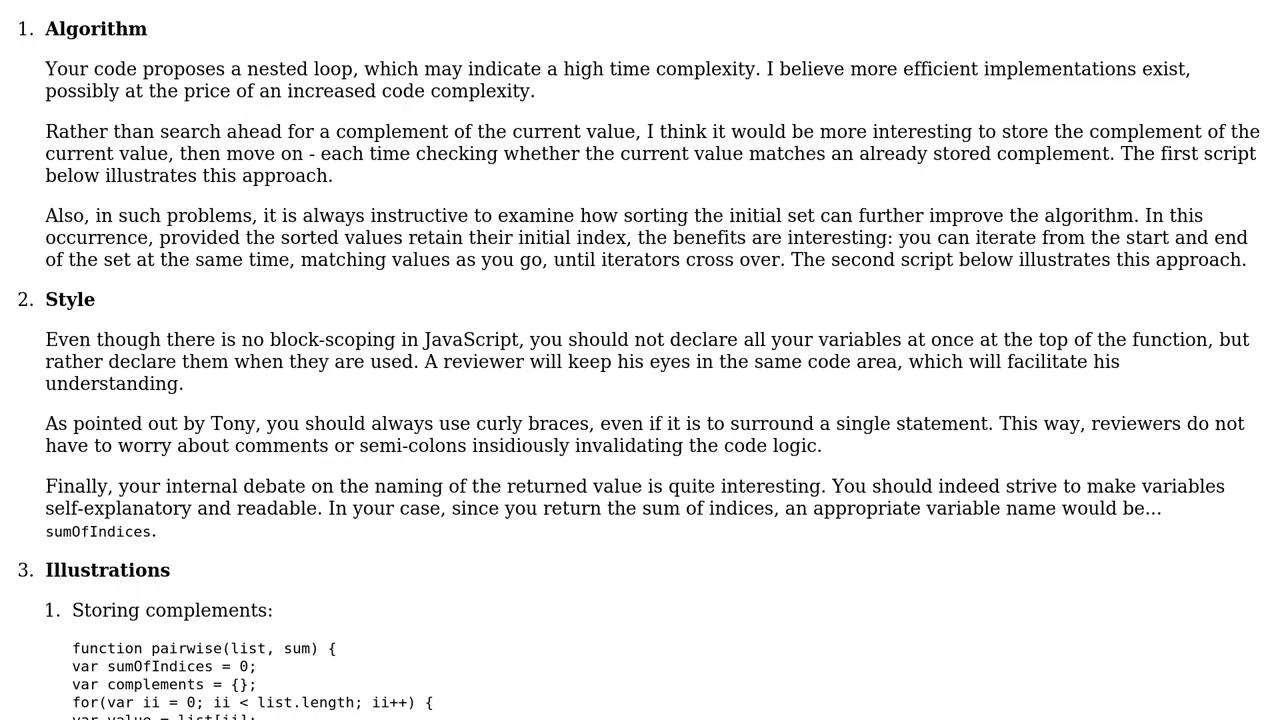 1. Algorithm
Your code proposes a nested loop, which may indicate a high time complexity. I believe more efficient implementations exist,
possibly at the price of an increased code complexity.
Rather than search ahead for a complement of the current value, I think it would be more interesting to store the complement of the
current value, then move on - each time checking whether the current value matches an already stored complement. The first script
below illustrates this approach.
Also, in such problems, it is always instructive to examine how sorting the initial set can further improve the algorithm. In this
occurrence, provided the sorted values retain their initial index, the benefits are interesting: you can iterate from the start and end
of the set at the same time, matching values as you go, until iterators cross over. The second script below illustrates this approach.
2. Style
Even though there is no block-scoping in JavaScript, you should not declare all your variables at once at the top of the function, but
rather declare them when they are used. A reviewer will keep his eyes in the same code area, which will facilitate his
understanding.
As pointed out by Tony, you should always use curly braces, even if it is to surround a single statement. This way, reviewers do not
have to worry about comments or semi-colons insidiously invalidating the code logic.
Finally, your internal debate on the naming of the returned value is quite interesting. You should indeed strive to make variables
self-explanatory and readable. In your case, since you return the sum of indices, an appropriate variable name would be...
sumOfIndices.
3. Illustrations
1. Storing complements:
function pairwise(list, sum) {
var sumOfIndices = 0;
var complements = {};
for(var ii = 0; ii < list.length; ii++) {
var value = list[ii];